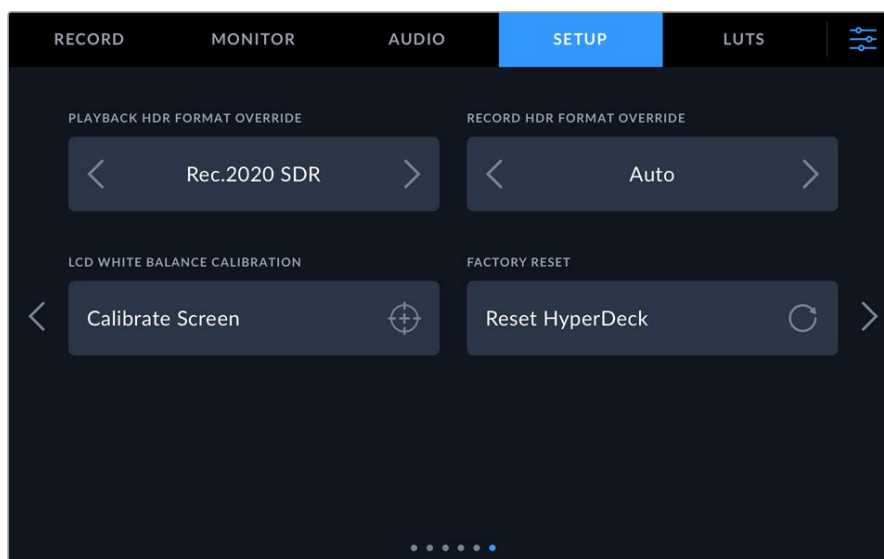 RECORD MONITOR AUDIO SETUP LUTS
PLAYBACK HDR FORMAT OVERRIDE RECORD HDR FORMAT OVERRIDE
Rec.2020 SDR Auto
LCD WHITE BALANCE CALIBRATION FACTORY RESET
Calibrate Screen Reset HyperDeck